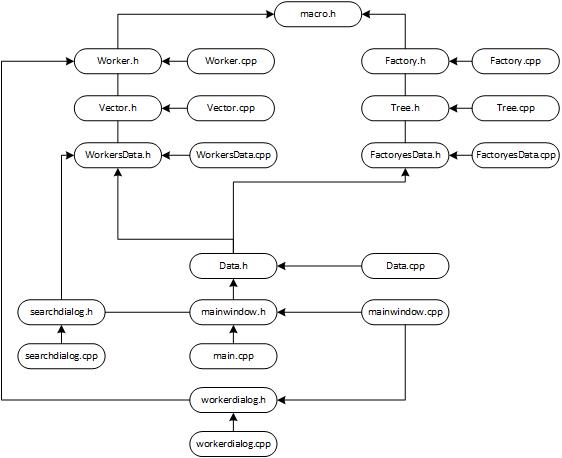 macro.h
Worker.h
Worker.cpp
Factory.h
Factory.cpp
Vector.h
Vector.cpp
Tree.h
Tree.cpp
WorkersData.h
WorkersData.cpp
FactoryesData.h
FactoryesData.cpp
Data.h
Data.cpp
searchdialog.h
mainwindow.h
mainwindow.cpp
searchdialog.cpp
main.cpp
workerdialog.h
workerdialog.cpp